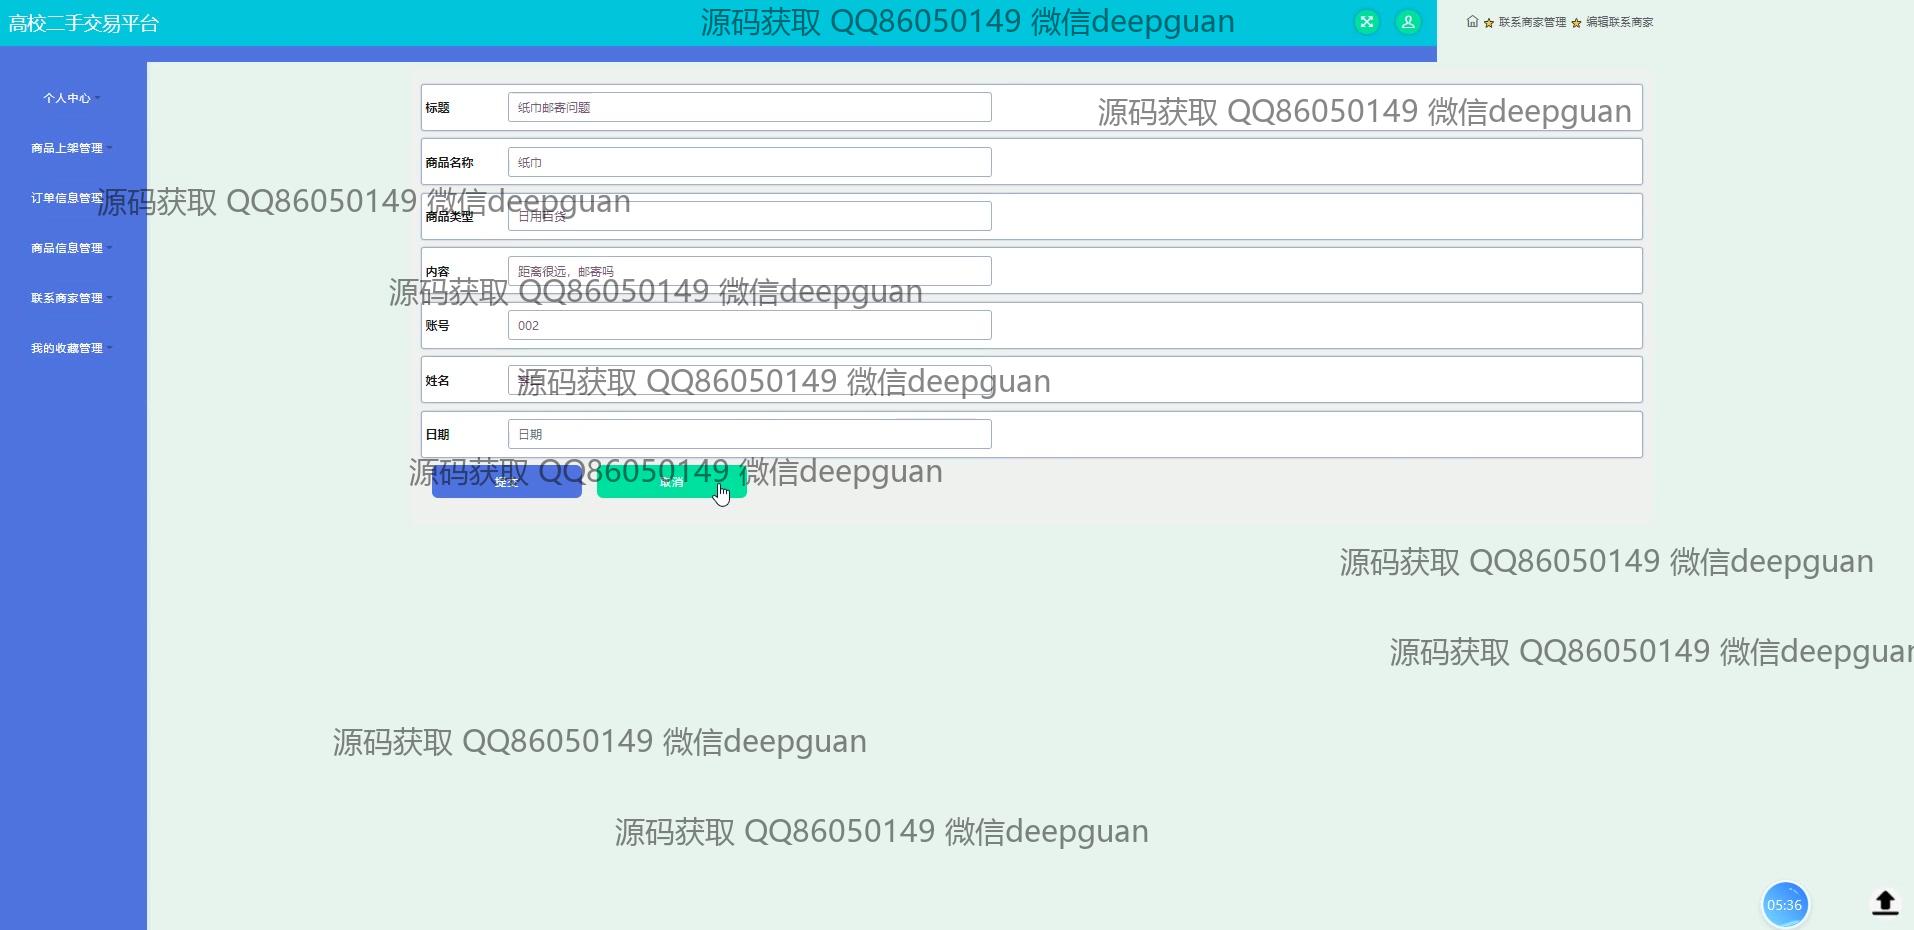 高校二手交易平台
源码获取 QQ86050149 微信deepguan
联系商家管理 编辑联系商家
个人中心
商品上架管理
订单信息管理
商品信息管理
联系商家管理
我的收藏管理
标题 纸巾邮寄问题
源码获取 QQ86050149 微信deepguan
商品名称 纸巾
源码获取 QQ86050149 微信deepguan
商品类型 日用百货
内容 距离很远，邮寄吗
源码获取 QQ86050149 微信deepguan
账号 002
姓名
源码获取 QQ86050149 微信deepguan
日期 日期
源码获取 QQ86050149 微信deepguan
提交 取消
源码获取 QQ86050149 微信deepguan
源码获取 QQ86050149 微信deepguan
源码获取 QQ86050149 微信deepguan
源码获取 QQ86050149 微信deepguan
05:36